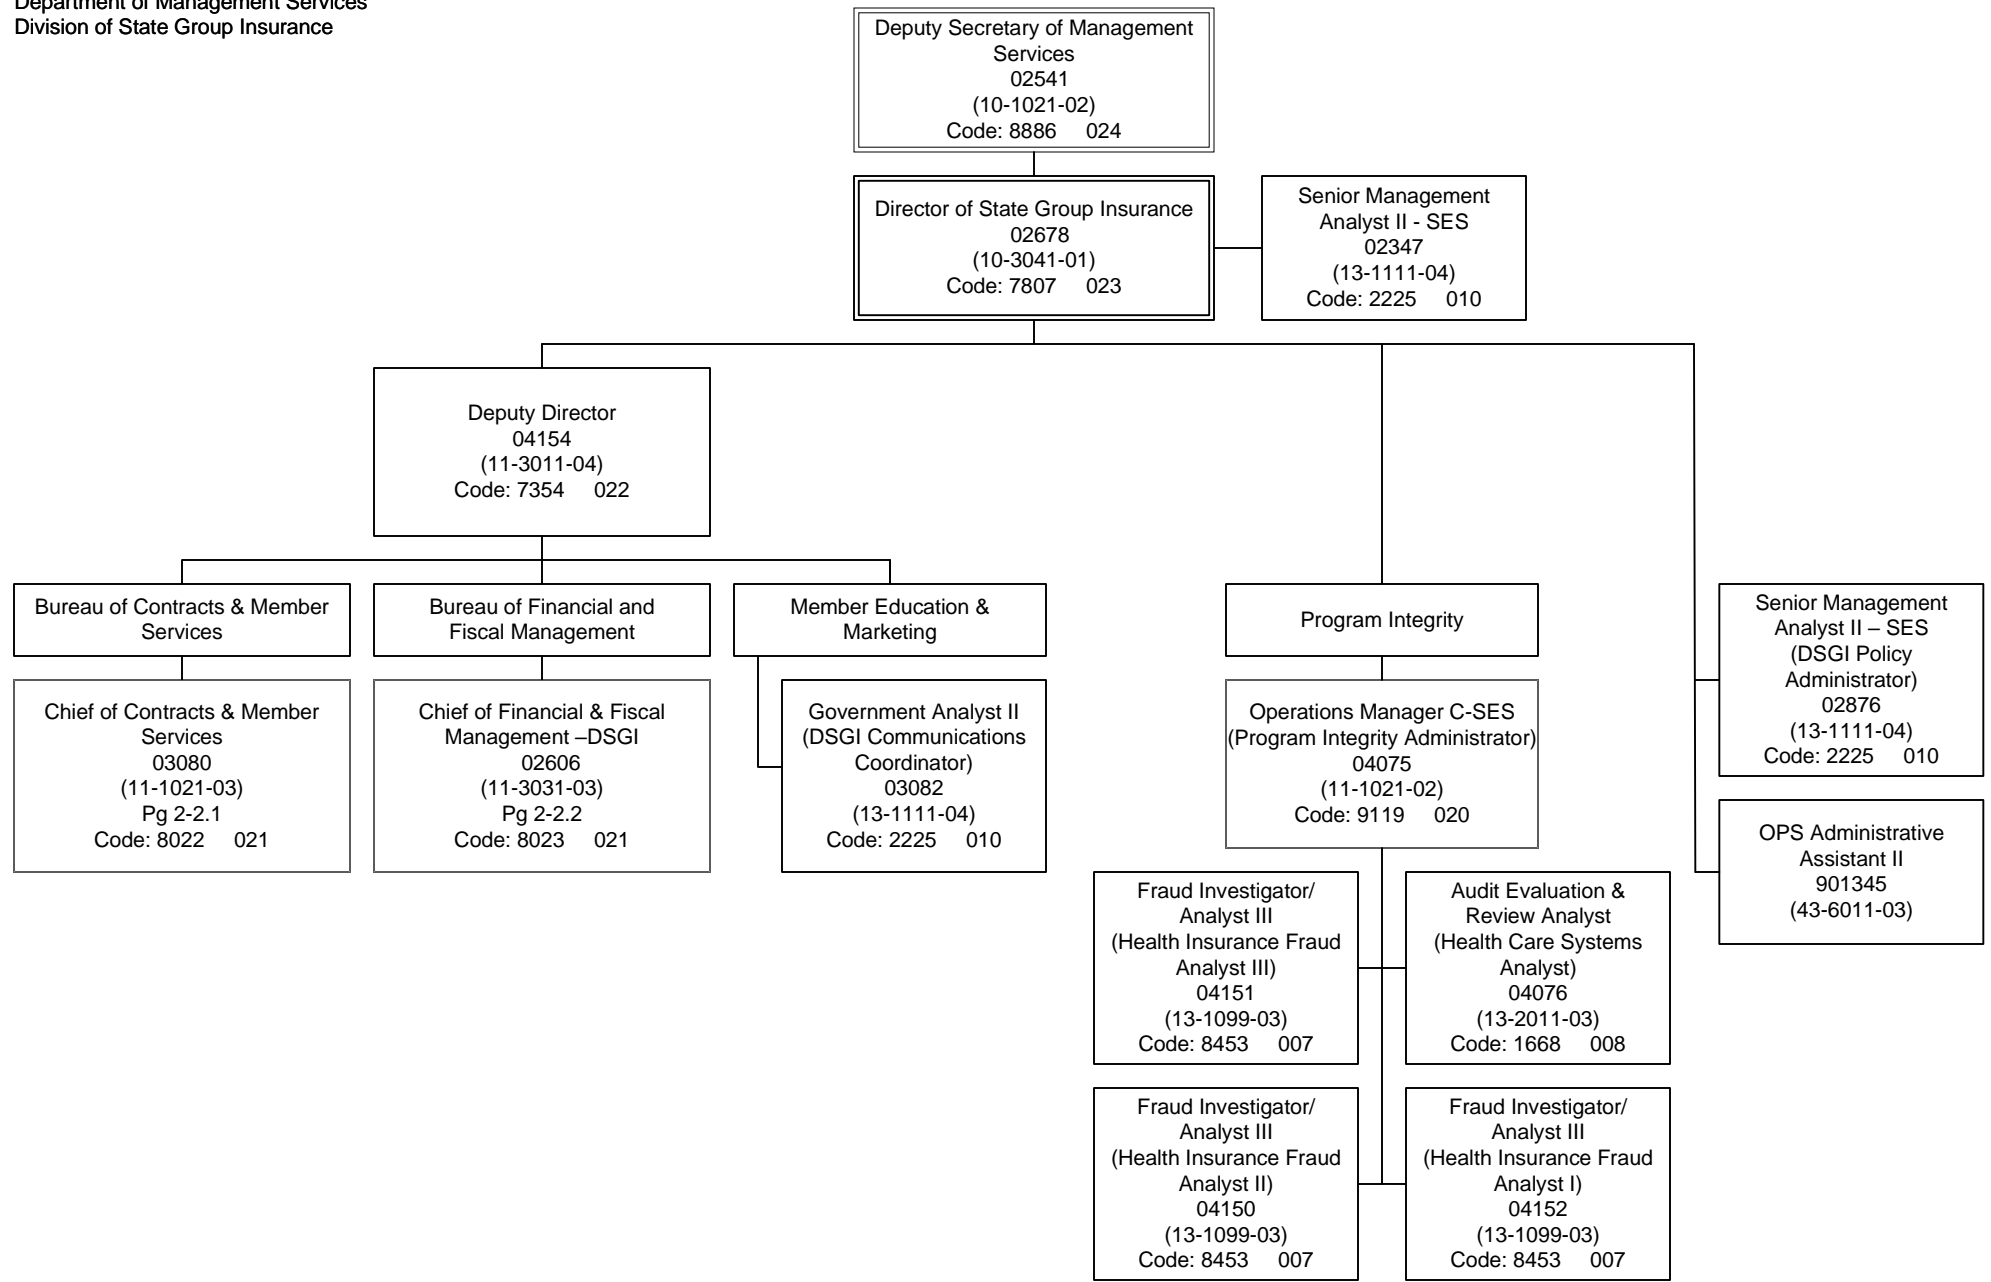 Department of Management Services
Division of State Group Insurance
Deputy Secretary of Management
Services
02541
(10-1021-02)
Code: 8886 024
Director of State Group Insurance
02678
(10-3041-01)
Code: 7807 023
Senior Management
Analyst II - SES
02347
(13-1111-04)
Code: 2225 010
Deputy Director
04154
(11-3011-04)
Code: 7354 022
Bureau of Contracts & Member
Services
Bureau of Financial and
Fiscal Management
Member Education &
Marketing
Program Integrity
Senior Management
Analyst II – SES
(DSGI Policy
Administrator)
02876
(13-1111-04)
Code: 2225 010
Chief of Contracts & Member
Services
03080
(11-1021-03)
Pg 2-2.1
Code: 8022 021
Chief of Financial & Fiscal
Management –DSGI
02606
(11-3031-03)
Pg 2-2.2
Code: 8023 021
Government Analyst II
(DSGI Communications
Coordinator)
03082
(13-1111-04)
Code: 2225 010
Operations Manager C-SES
(Program Integrity Administrator)
04075
(11-1021-02)
Code: 9119 020
OPS Administrative
Assistant II
901345
(43-6011-03)
Fraud Investigator/
Analyst III
(Health Insurance Fraud
Analyst III)
04151
(13-1099-03)
Code: 8453 007
Audit Evaluation &
Review Analyst
(Health Care Systems
Analyst)
04076
(13-2011-03)
Code: 1668 008
Fraud Investigator/
Analyst III
(Health Insurance Fraud
Analyst II)
04150
(13-1099-03)
Code: 8453 007
Fraud Investigator/
Analyst III
(Health Insurance Fraud
Analyst I)
04152
(13-1099-03)
Code: 8453 007